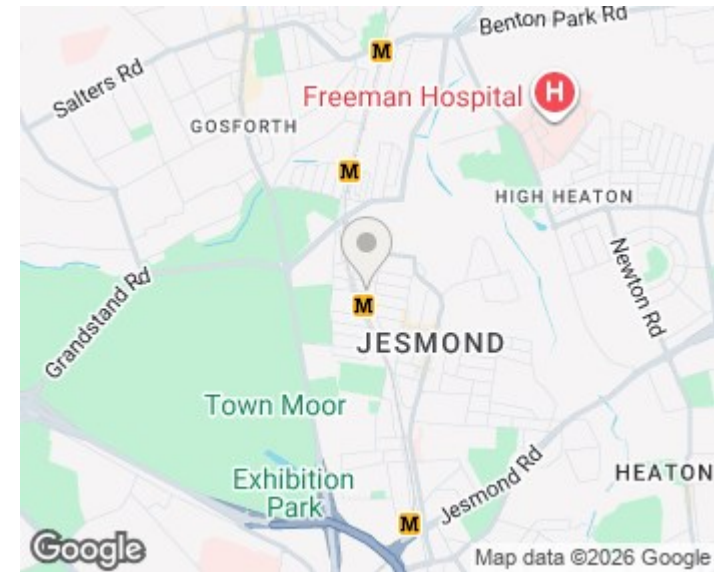 Benton Park Rd
M
Salters Rd
Freeman Hospital H
GOSFORTH
M
HIGH HEATON
Newton Rd
Grandstand Rd
M
JESMOND
Town Moor
Jesmond Rd
HEATON
Exhibition
Park
M
Google
Map data ©2026 Google